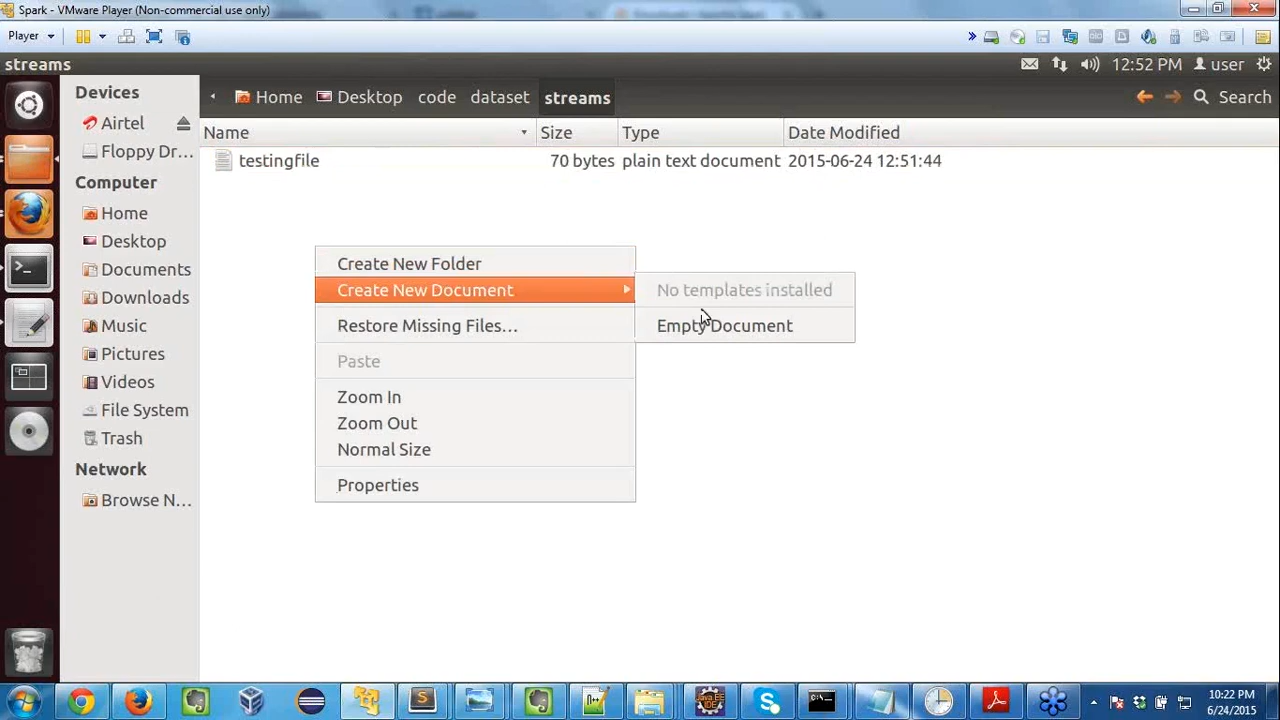 Spark - VMware Player (Non-commercial use only)
Player
streams
12:52 PM
user
Devices
Airtel
Floppy Dr...
Computer
Home
Desktop
Documents
Downloads
Music
Pictures
Videos
File System
Trash
Network
Browse N...
Home
Desktop
code
dataset
streams
Search
Name
Size
Type
Date Modified
testingfile
70 bytes
plain text document
2015-06-24 12:51:44
Create New Folder
Create New Document
Restore Missing Files...
Paste
Zoom In
Zoom Out
Normal Size
Properties
No templates installed
Empty Document
10:22 PM
6/24/2015